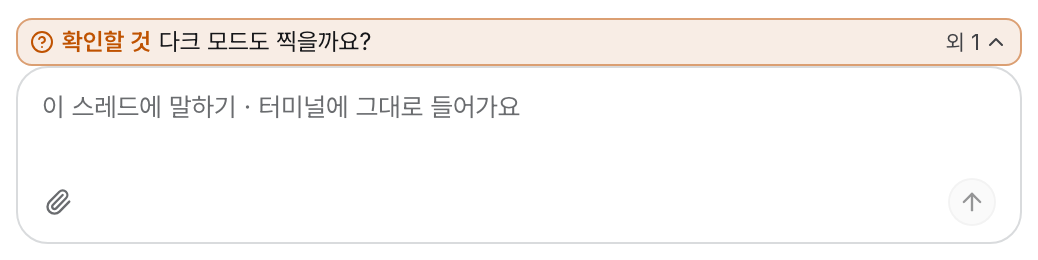 확인할 것 다크 모드도 찍을까요? 외 1
이 스레드에 말하기 · 터미널에 그대로 들어가요